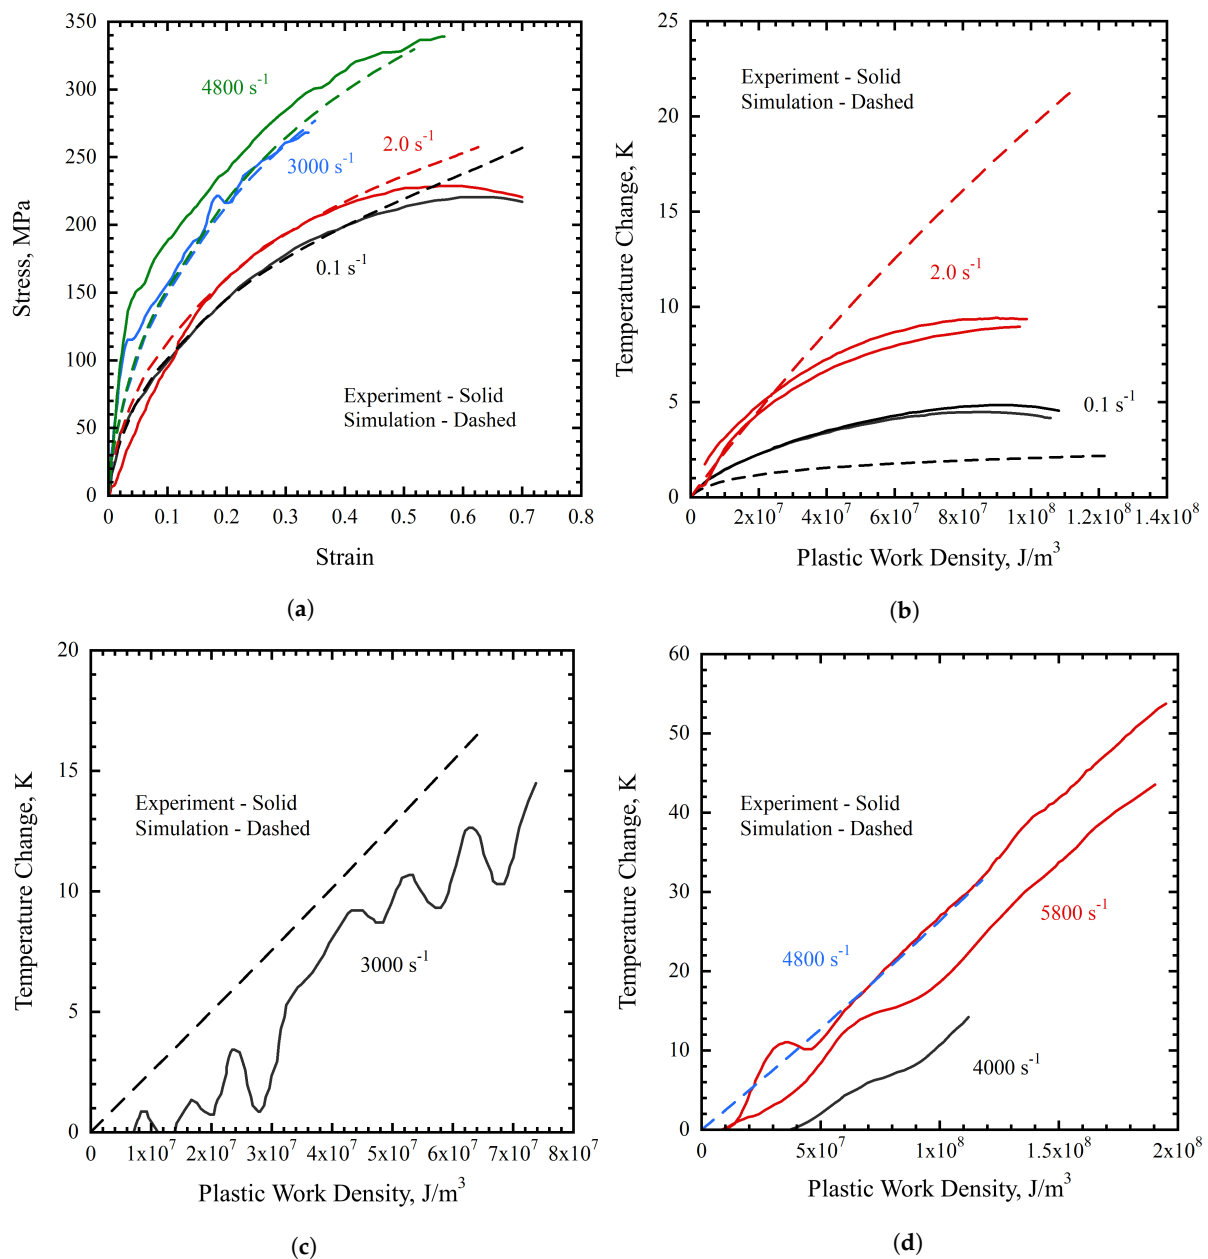 (a)
350
300
250
200
150
100
50
0
0
0.1
0.2
0.3
0.4
0.5
0.6
0.7
0.8
Stress, MPa
Strain
4800 s⁻¹
3000 s⁻¹
2.0 s⁻¹
0.1 s⁻¹
Experiment - Solid
Simulation - Dashed
25
20
15
10
5
0
0
2x10⁷
4x10⁷
6x10⁷
8x10⁷
1x10⁸
1.2x10⁸
1.4x10⁸
Temperature Change, K
Plastic Work Density, J/m³
Experiment - Solid
Simulation - Dashed
2.0 s⁻¹
0.1 s⁻¹
(b)
20
15
10
5
0
0
1x10⁷
2x10⁷
3x10⁷
4x10⁷
5x10⁷
6x10⁷
7x10⁷
8x10⁷
Temperature Change, K
Plastic Work Density, J/m³
Experiment - Solid
Simulation - Dashed
3000 s⁻¹
(c)
60
50
40
30
20
10
0
0
5x10⁷
1x10⁸
1.5x10⁸
2x10⁸
Temperature Change, K
Plastic Work Density, J/m³
Experiment - Solid
Simulation - Dashed
5800 s⁻¹
4800 s⁻¹
4000 s⁻¹
(d)